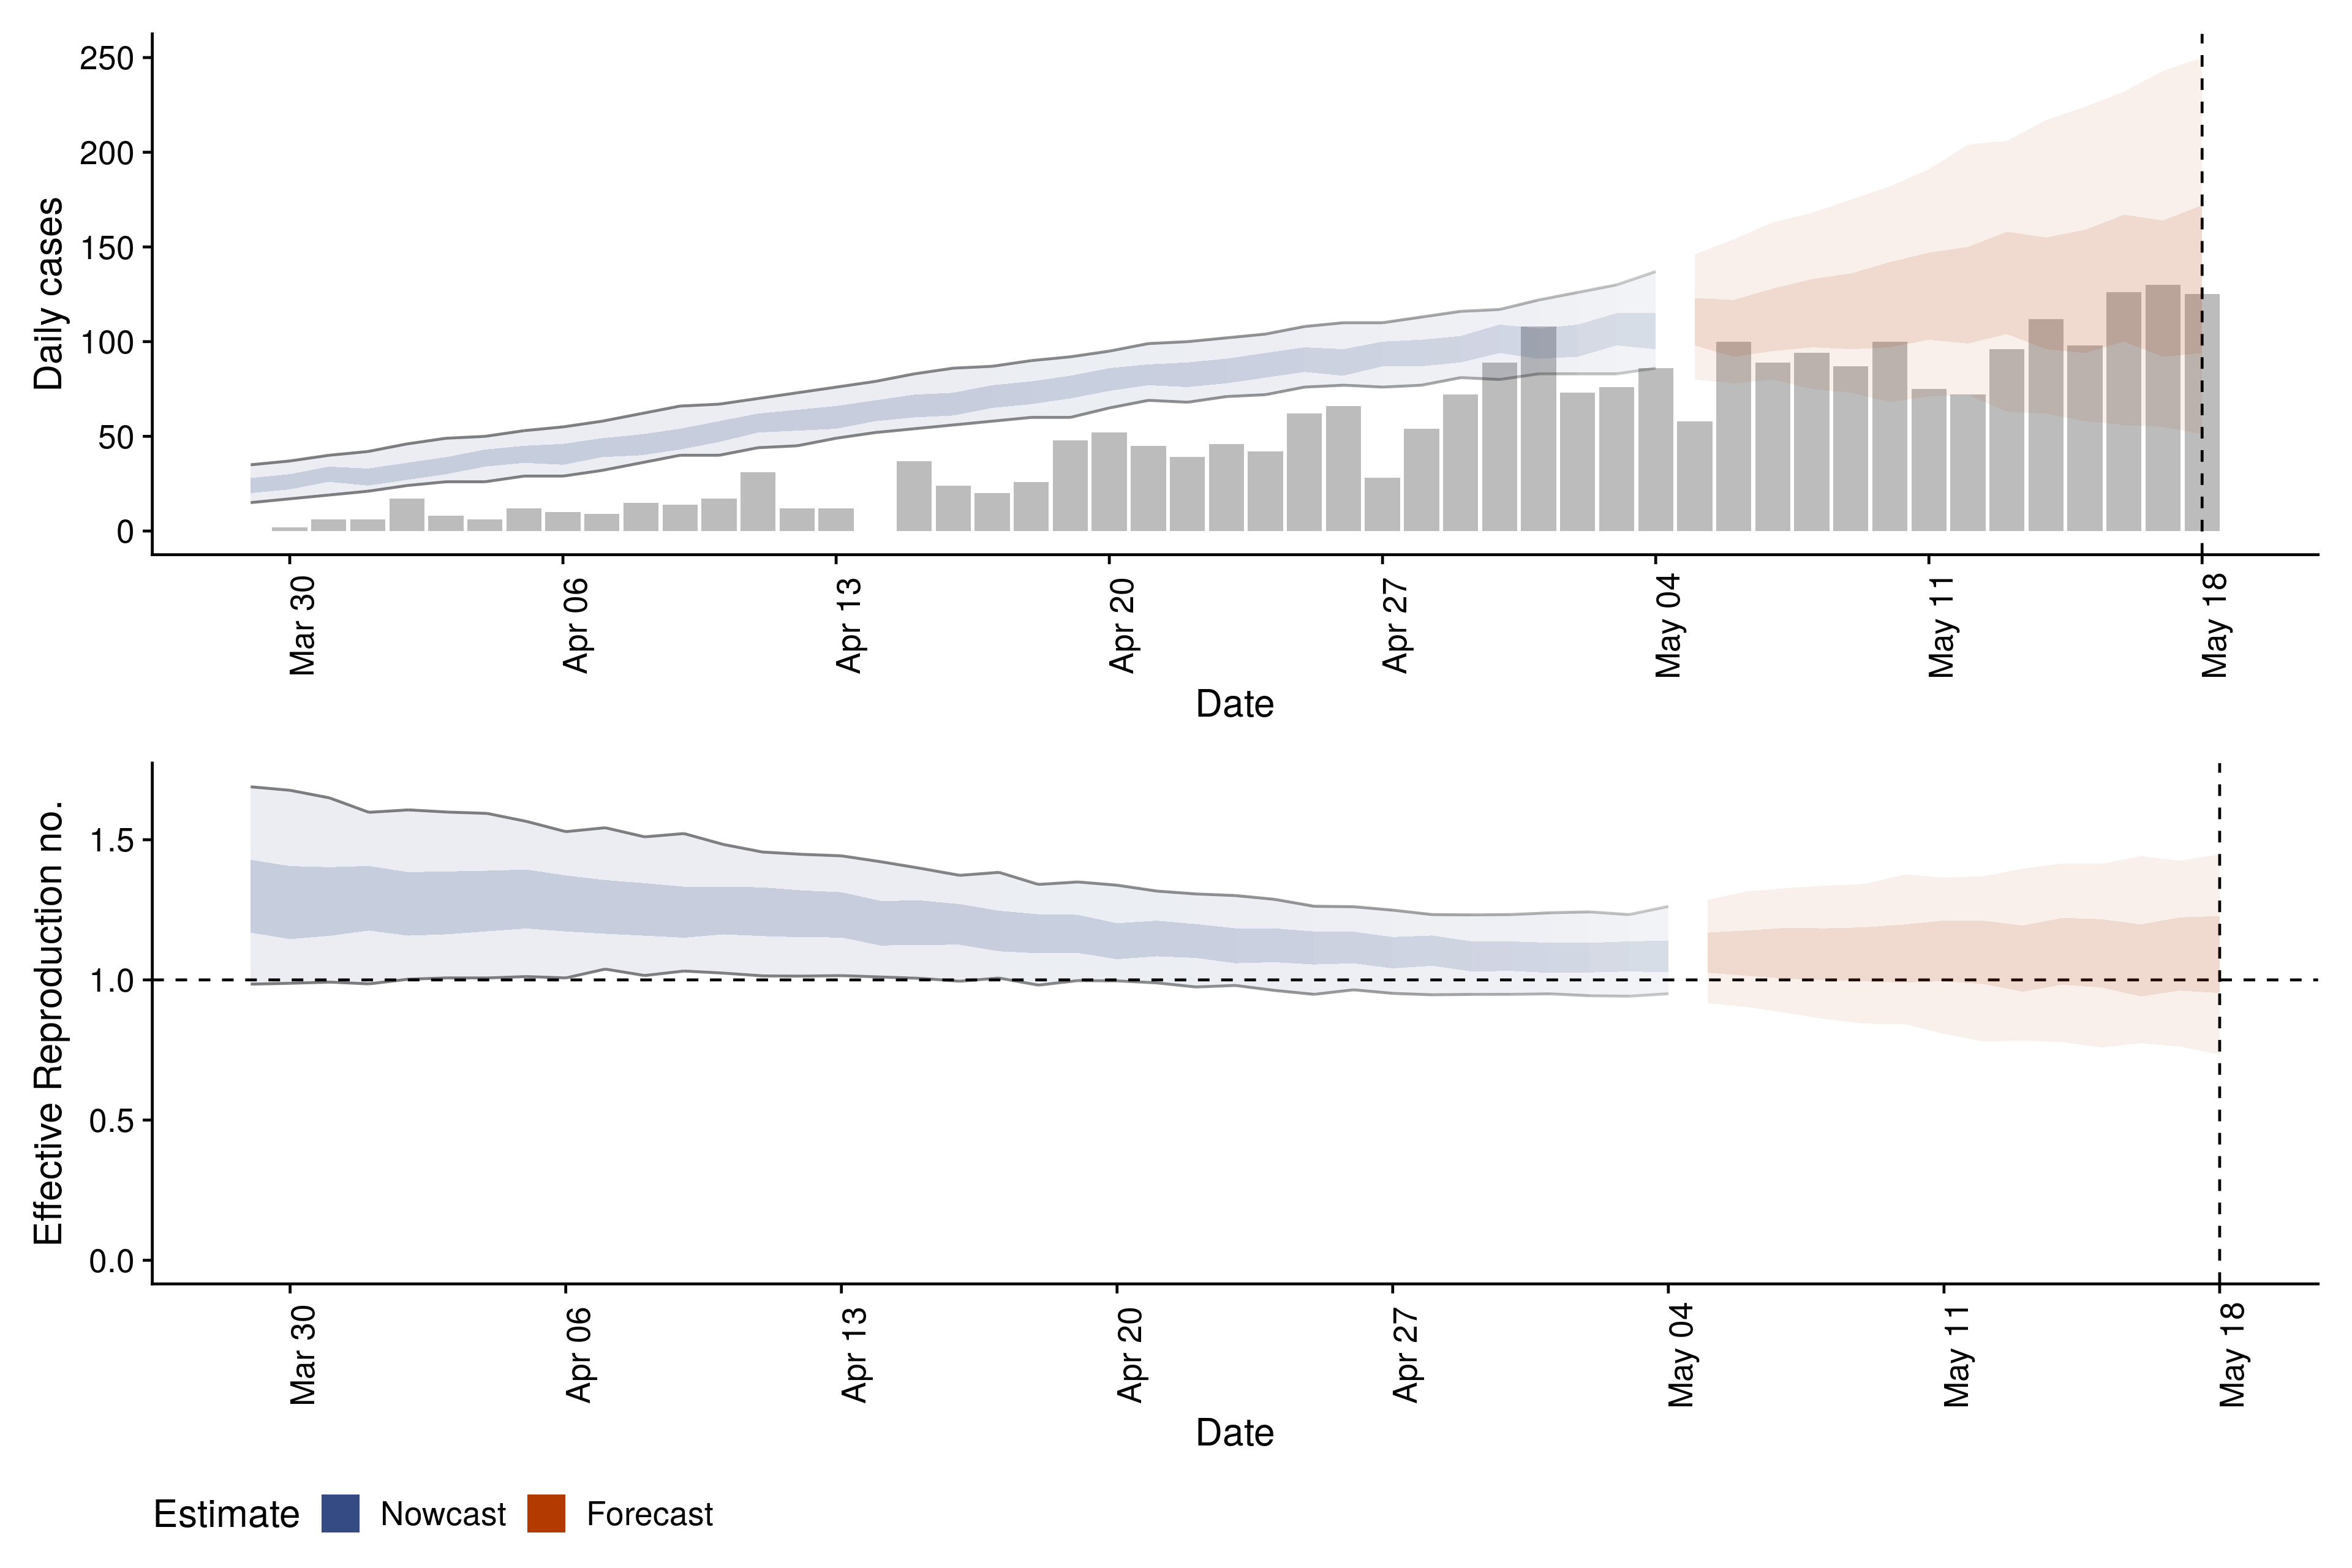 250
200
150
100
50
0
Daily cases
Mar 30
Apr 06
Apr 13
Apr 20
Apr 27
May 04
May 11
May 18
Date
1.5
1.0
0.5
0.0
Effective Reproduction no.
Mar 30
Apr 06
Apr 13
Apr 20
Apr 27
May 04
May 11
May 18
Date
Estimate Nowcast Forecast